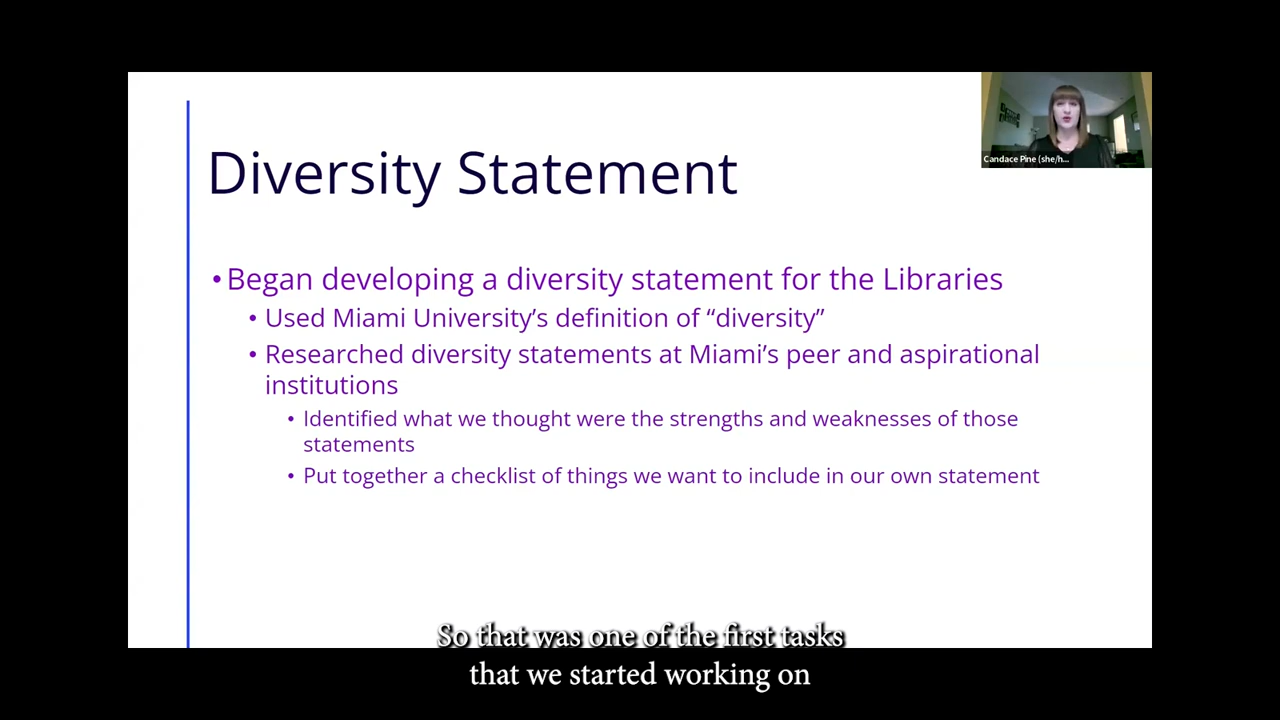 Candace Pine (she/h...
Diversity Statement
• Began developing a diversity statement for the Libraries
• Used Miami University’s definition of “diversity”
• Researched diversity statements at Miami’s peer and aspirational
institutions
• Identified what we thought were the strengths and weaknesses of those
statements
• Put together a checklist of things we want to include in our own statement
So that was one of the first tasks
that we started working on